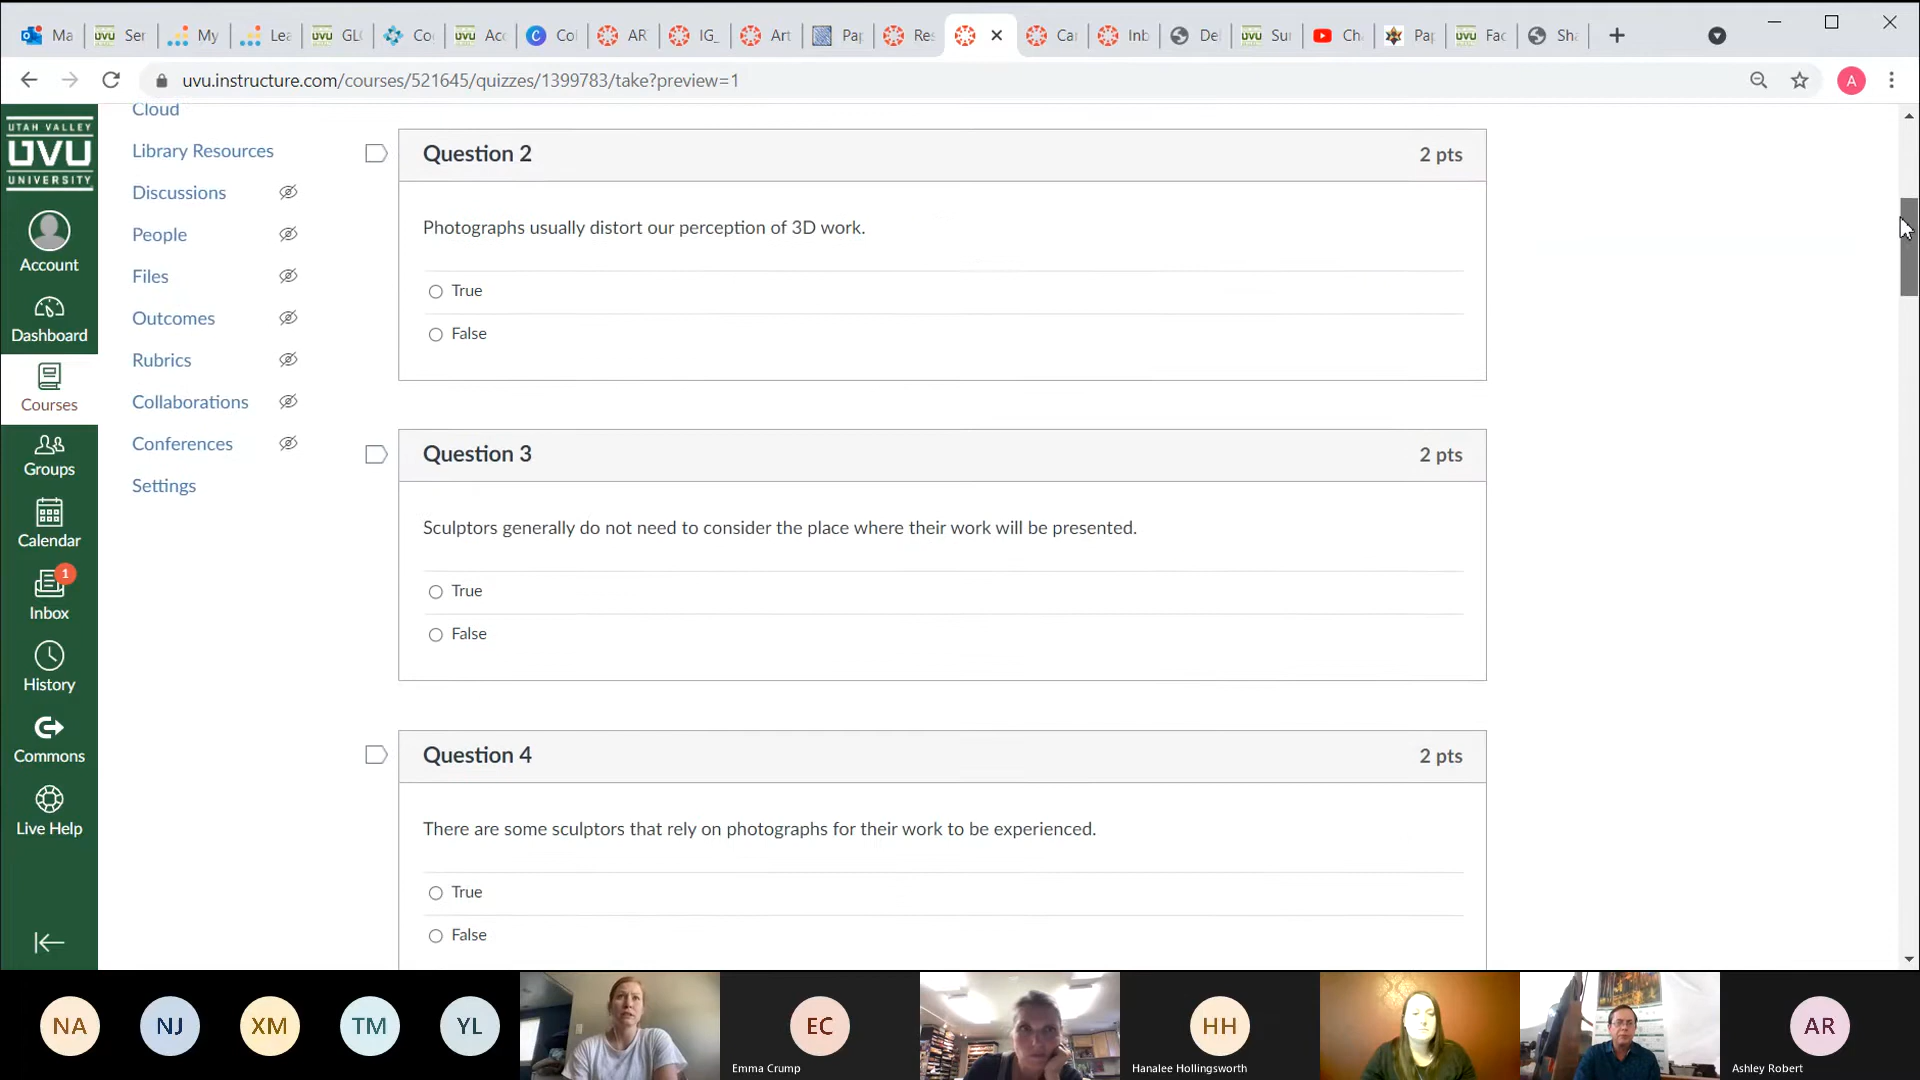 Ma
Ser
My
Lea
GL(
Co
Acc
Co
AR
IG_
Art
Pap
Res
Ca
Inb
De
Su
Ch
Pap
Fac
Sh
uvu.instructure.com/courses/521645/quizzes/1399783/take?preview=1
A
UTAH VALLEY
UVU
UNIVERSITY
Account
Dashboard
Courses
Groups
Calendar
1
Inbox
History
Commons
Live Help
Cloud
Library Resources
Discussions
People
Files
Outcomes
Rubrics
Collaborations
Conferences
Settings
Question 2 2 pts
Photographs usually distort our perception of 3D work.
True
False
Question 3 2 pts
Sculptors generally do not need to consider the place where their work will be presented.
True
False
Question 4 2 pts
There are some sculptors that rely on photographs for their work to be experienced.
True
False
NA
NJ
XM
TM
YL
EC
Emma Crump
HH
Hanalee Hollingsworth
AR
Ashley Robert